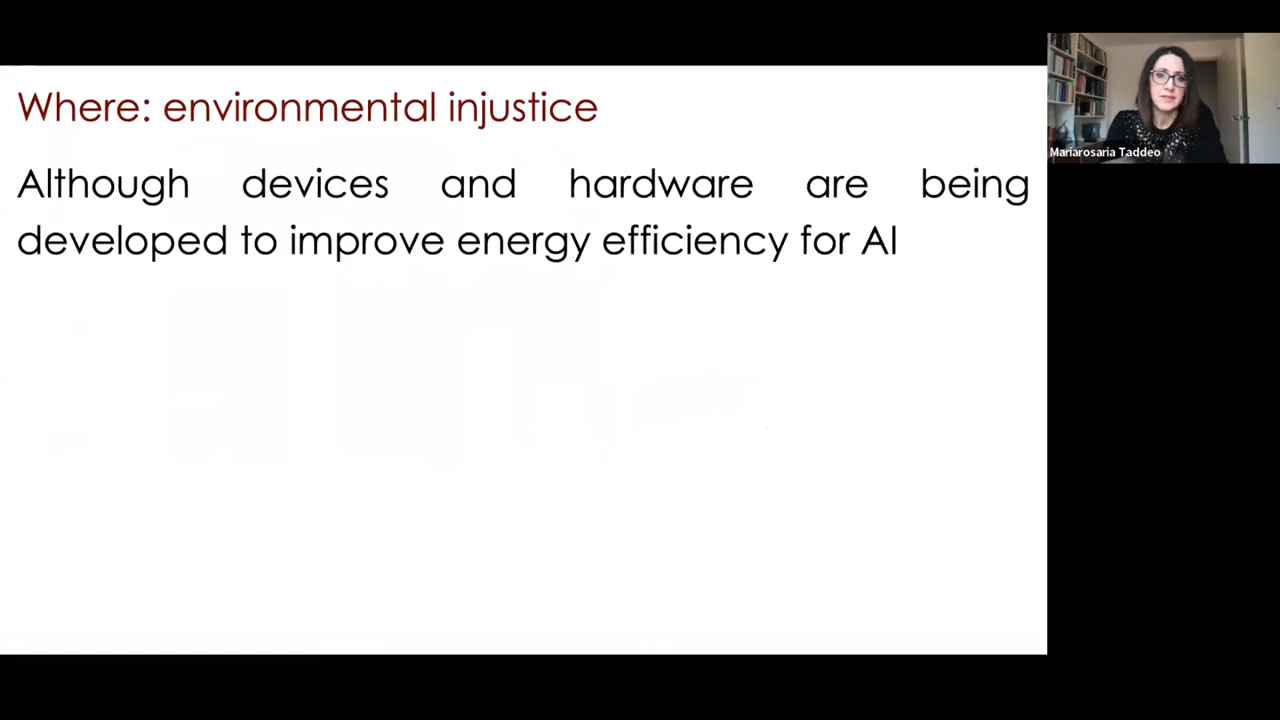 Where: environmental injustice
Although devices and hardware are being
developed to improve energy efficiency for AI
Mariarosaria Taddeo